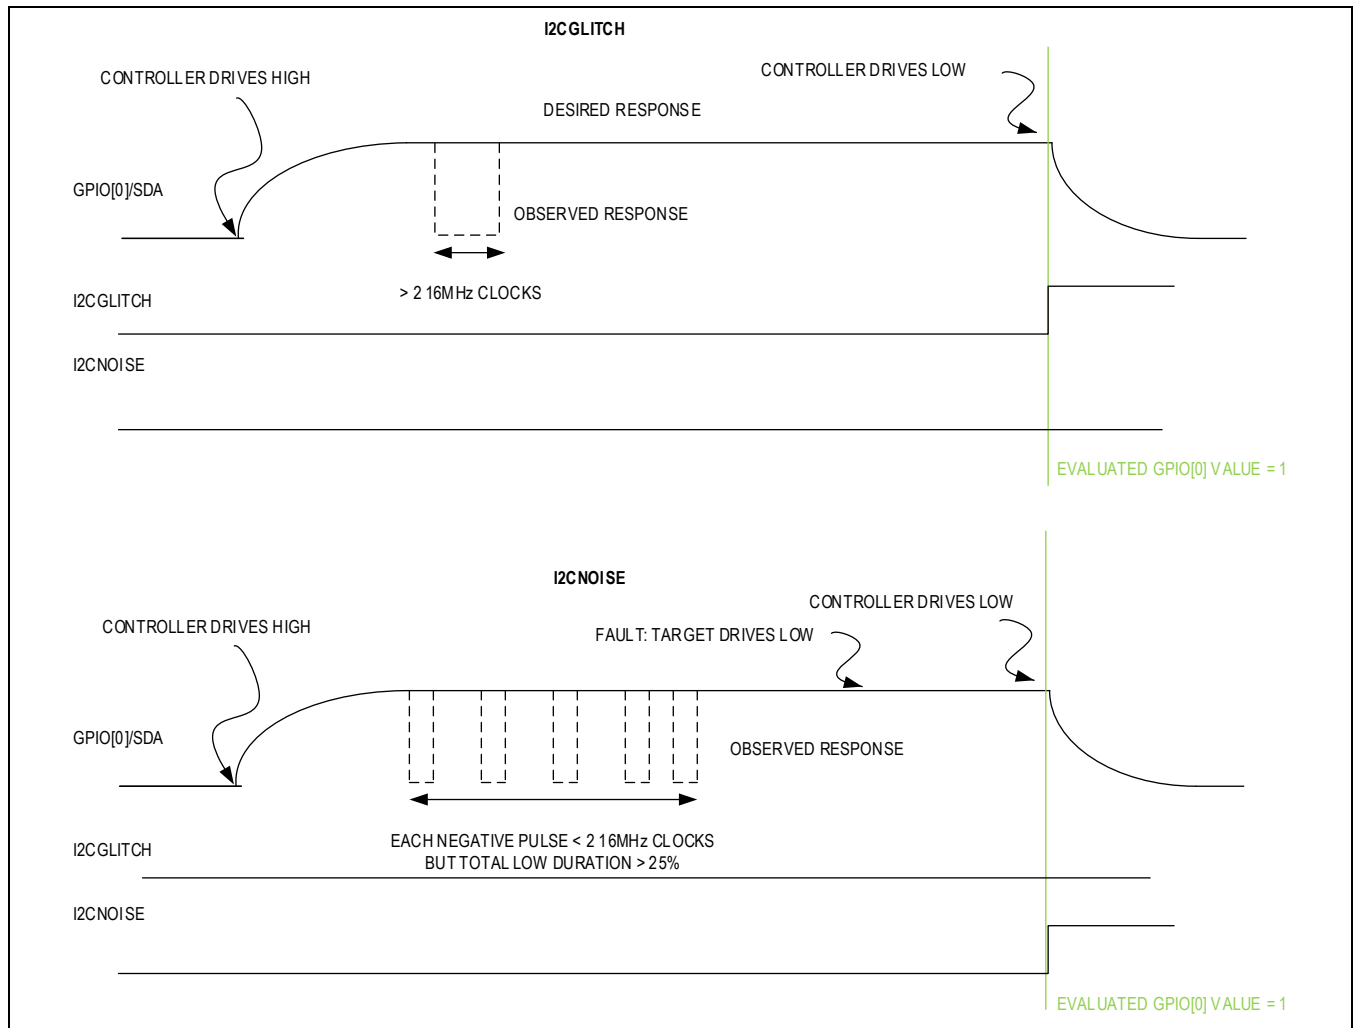 I2CGLITCH
CONTROLLER DRIVES HIGH
CONTROLLER DRIVES LOW
DESIRED RESPONSE
GPIO[0]/SDA
OBSERVED RESPONSE
> 2 16MHz CLOCKS
I2CGLITCH
I2CNOISE
EVALUATED GPIO[0] VALUE = 1
I2CNOISE
CONTROLLER DRIVES LOW
CONTROLLER DRIVES HIGH
FAULT: TARGET DRIVES LOW
GPIO[0]/SDA
OBSERVED RESPONSE
EACH NEGATIVE PULSE < 2 16MHz CLOCKS
BUT TOTAL LOW DURATION > 25%
I2CGLITCH
I2CNOISE
EVALUATED GPIO[0] VALUE = 1